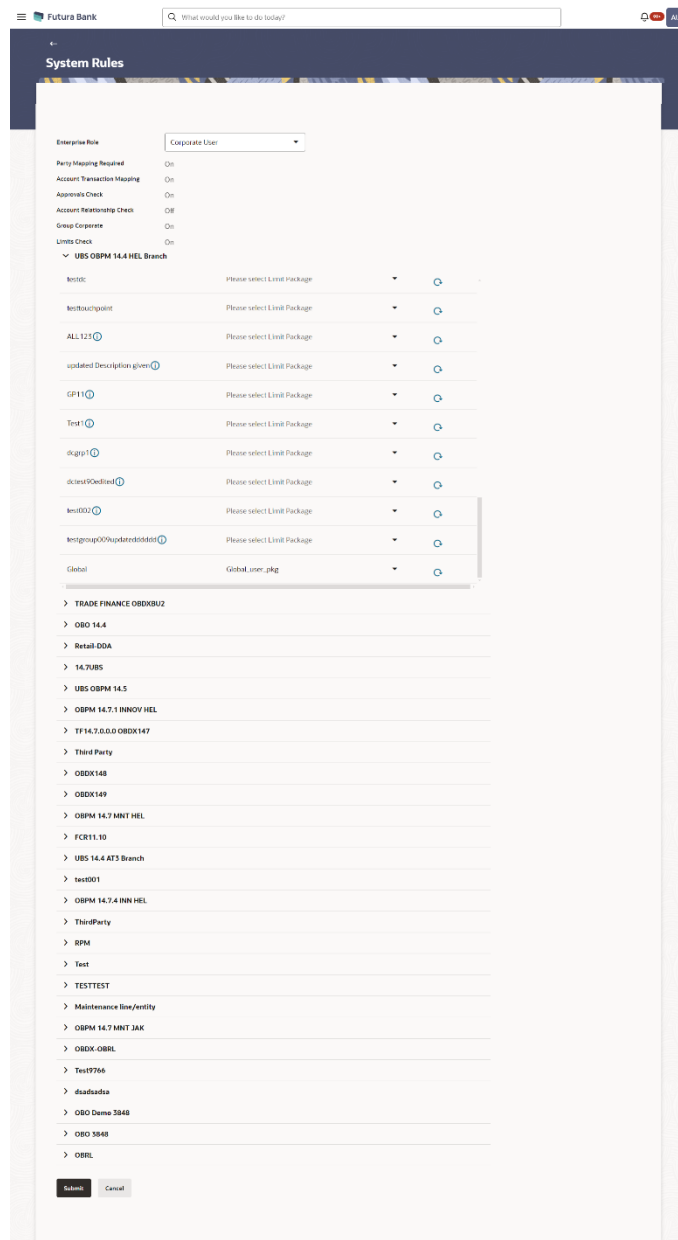 Futura Bank
What would you like to do today?
99+
AU
System Rules
Enterprise Role
Corporate User
Party Mapping Required On
Account Transaction Mapping On
Approvals Check On
Account Relationship Check Off
Group Corporate On
Limits Check On
UBS OBPM 14.4 HEL Branch
testdc Please select Limit Package
testtouchpoint Please select Limit Package
ALL123 Please select Limit Package
updated Description given Please select Limit Package
GP11 Please select Limit Package
Test1 Please select Limit Package
dcgrp1 Please select Limit Package
dctest90edited Please select Limit Package
test002 Please select Limit Package
testgroup009updatedddddd Please select Limit Package
Global Global_user_pkg
TRADE FINANCE OBDXBU2
OBO 14.4
Retail-DDA
14.7UBS
UBS OBPM 14.5
OBPM 14.7.1 INNOV HEL
TF14.7.0.0.0 OBDX147
Third Party
OBDX148
OBDX149
OBPM 14.7 MNT HEL
FCR11.10
UBS 14.4 AT3 Branch
test001
OBPM 14.7.4 INN HEL
ThirdParty
RPM
Test
TESTTEST
Maintenance line/entity
OBPM 14.7 MNT JAK
OBDX-OBRL
Test9766
dsadsadsa
OBO Demo 3848
OBO 3848
OBRL
Submit Cancel